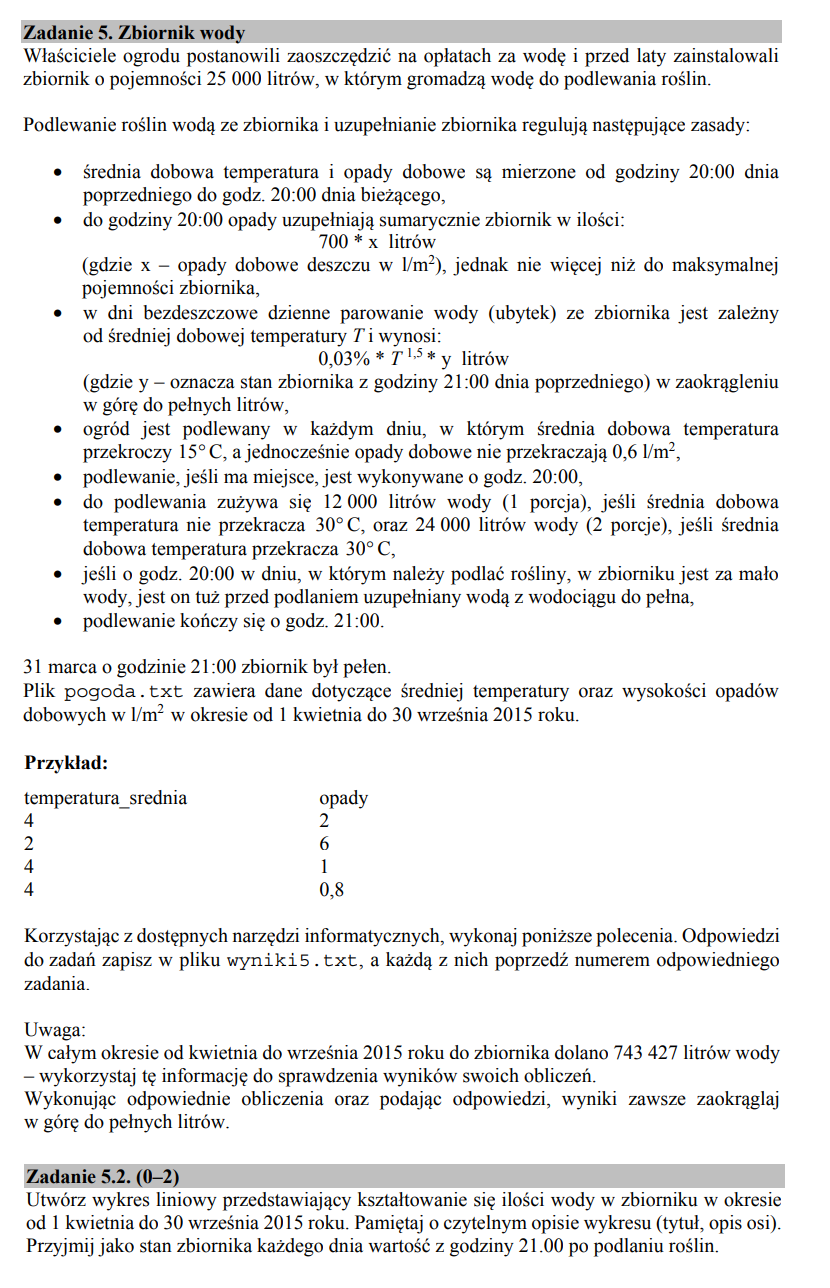 Zadanie 5. Zbiornik wody
Właściciele ogrodu postanowili zaoszczędzić na opłatach za wodę i przed laty zainstalowali
zbiornik o pojemności 25 000 litrów, w którym gromadzą wodę do podlewania roślin.
Podlewanie roślin wodą ze zbiornika i uzupełnianie zbiornika regulują następujące zasady:
• średnia dobowa temperatura i opady dobowe są mierzone od godziny 20:00 dnia
poprzedniego do godz. 20:00 dnia bieżącego,
• do godziny 20:00 opady uzupełniają sumarycznie zbiornik w ilości:
700 * x litrów
(gdzie x – opady dobowe deszczu w l/m²), jednak nie więcej niż do maksymalnej
pojemności zbiornika,
• w dni bezdeszczowe dzienne parowanie wody (ubytek) ze zbiornika jest zależny
od średniej dobowej temperatury T i wynosi:
0,03% * T ^1,5 * y litrów
(gdzie y – oznacza stan zbiornika z godziny 21:00 dnia poprzedniego) w zaokrągleniu
w górę do pełnych litrów,
• ogród jest podlewany w każdym dniu, w którym średnia dobowa temperatura
przekroczy 15° C, a jednocześnie opady dobowe nie przekraczają 0,6 l/m²,
• podlewanie, jeśli ma miejsce, jest wykonywane o godz. 20:00,
• do podlewania zużywa się 12 000 litrów wody (1 porcja), jeśli średnia dobowa
temperatura nie przekracza 30° C, oraz 24 000 litrów wody (2 porcje), jeśli średnia
dobowa temperatura przekracza 30° C,
• jeśli o godz. 20:00 w dniu, w którym należy podlać rośliny, w zbiorniku jest za mało
wody, jest on tuż przed podlaniem uzupełniany wodą z wodociągu do pełna,
• podlewanie kończy się o godz. 21:00.
31 marca o godzinie 21:00 zbiornik był pełen.
Plik pogoda.txt zawiera dane dotyczące średniej temperatury oraz wysokości opadów
dobowych w l/m² w okresie od 1 kwietnia do 30 września 2015 roku.
Przykład:
temperatura_srednia opady
4 2
2 6
4 1
4 0,8
Korzystając z dostępnych narzędzi informatycznych, wykonaj poniższe polecenia. Odpowiedzi
do zadań zapisz w pliku wyniki5.txt, a każdą z nich poprzedź numerem odpowiedniego
zadania.
Uwaga:
W całym okresie od kwietnia do września 2015 roku do zbiornika dolano 743 427 litrów wody
– wykorzystaj tę informację do sprawdzenia wyników swoich obliczeń.
Wykonując odpowiednie obliczenia oraz podając odpowiedzi, wyniki zawsze zaokrąglaj
w górę do pełnych litrów.
Zadanie 5.2. (0–2)
Utwórz wykres liniowy przedstawiający kształtowanie się ilości wody w zbiorniku w okresie
od 1 kwietnia do 30 września 2015 roku. Pamiętaj o czytelnym opisie wykresu (tytuł, opis osi).
Przyjmij jako stan zbiornika każdego dnia wartość z godziny 21.00 po podlaniu roślin.